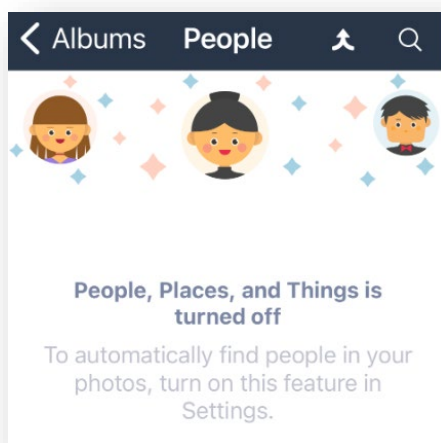 Albums People
People, Places, and Things is
turned off
To automatically find people in your
photos, turn on this feature in
Settings.